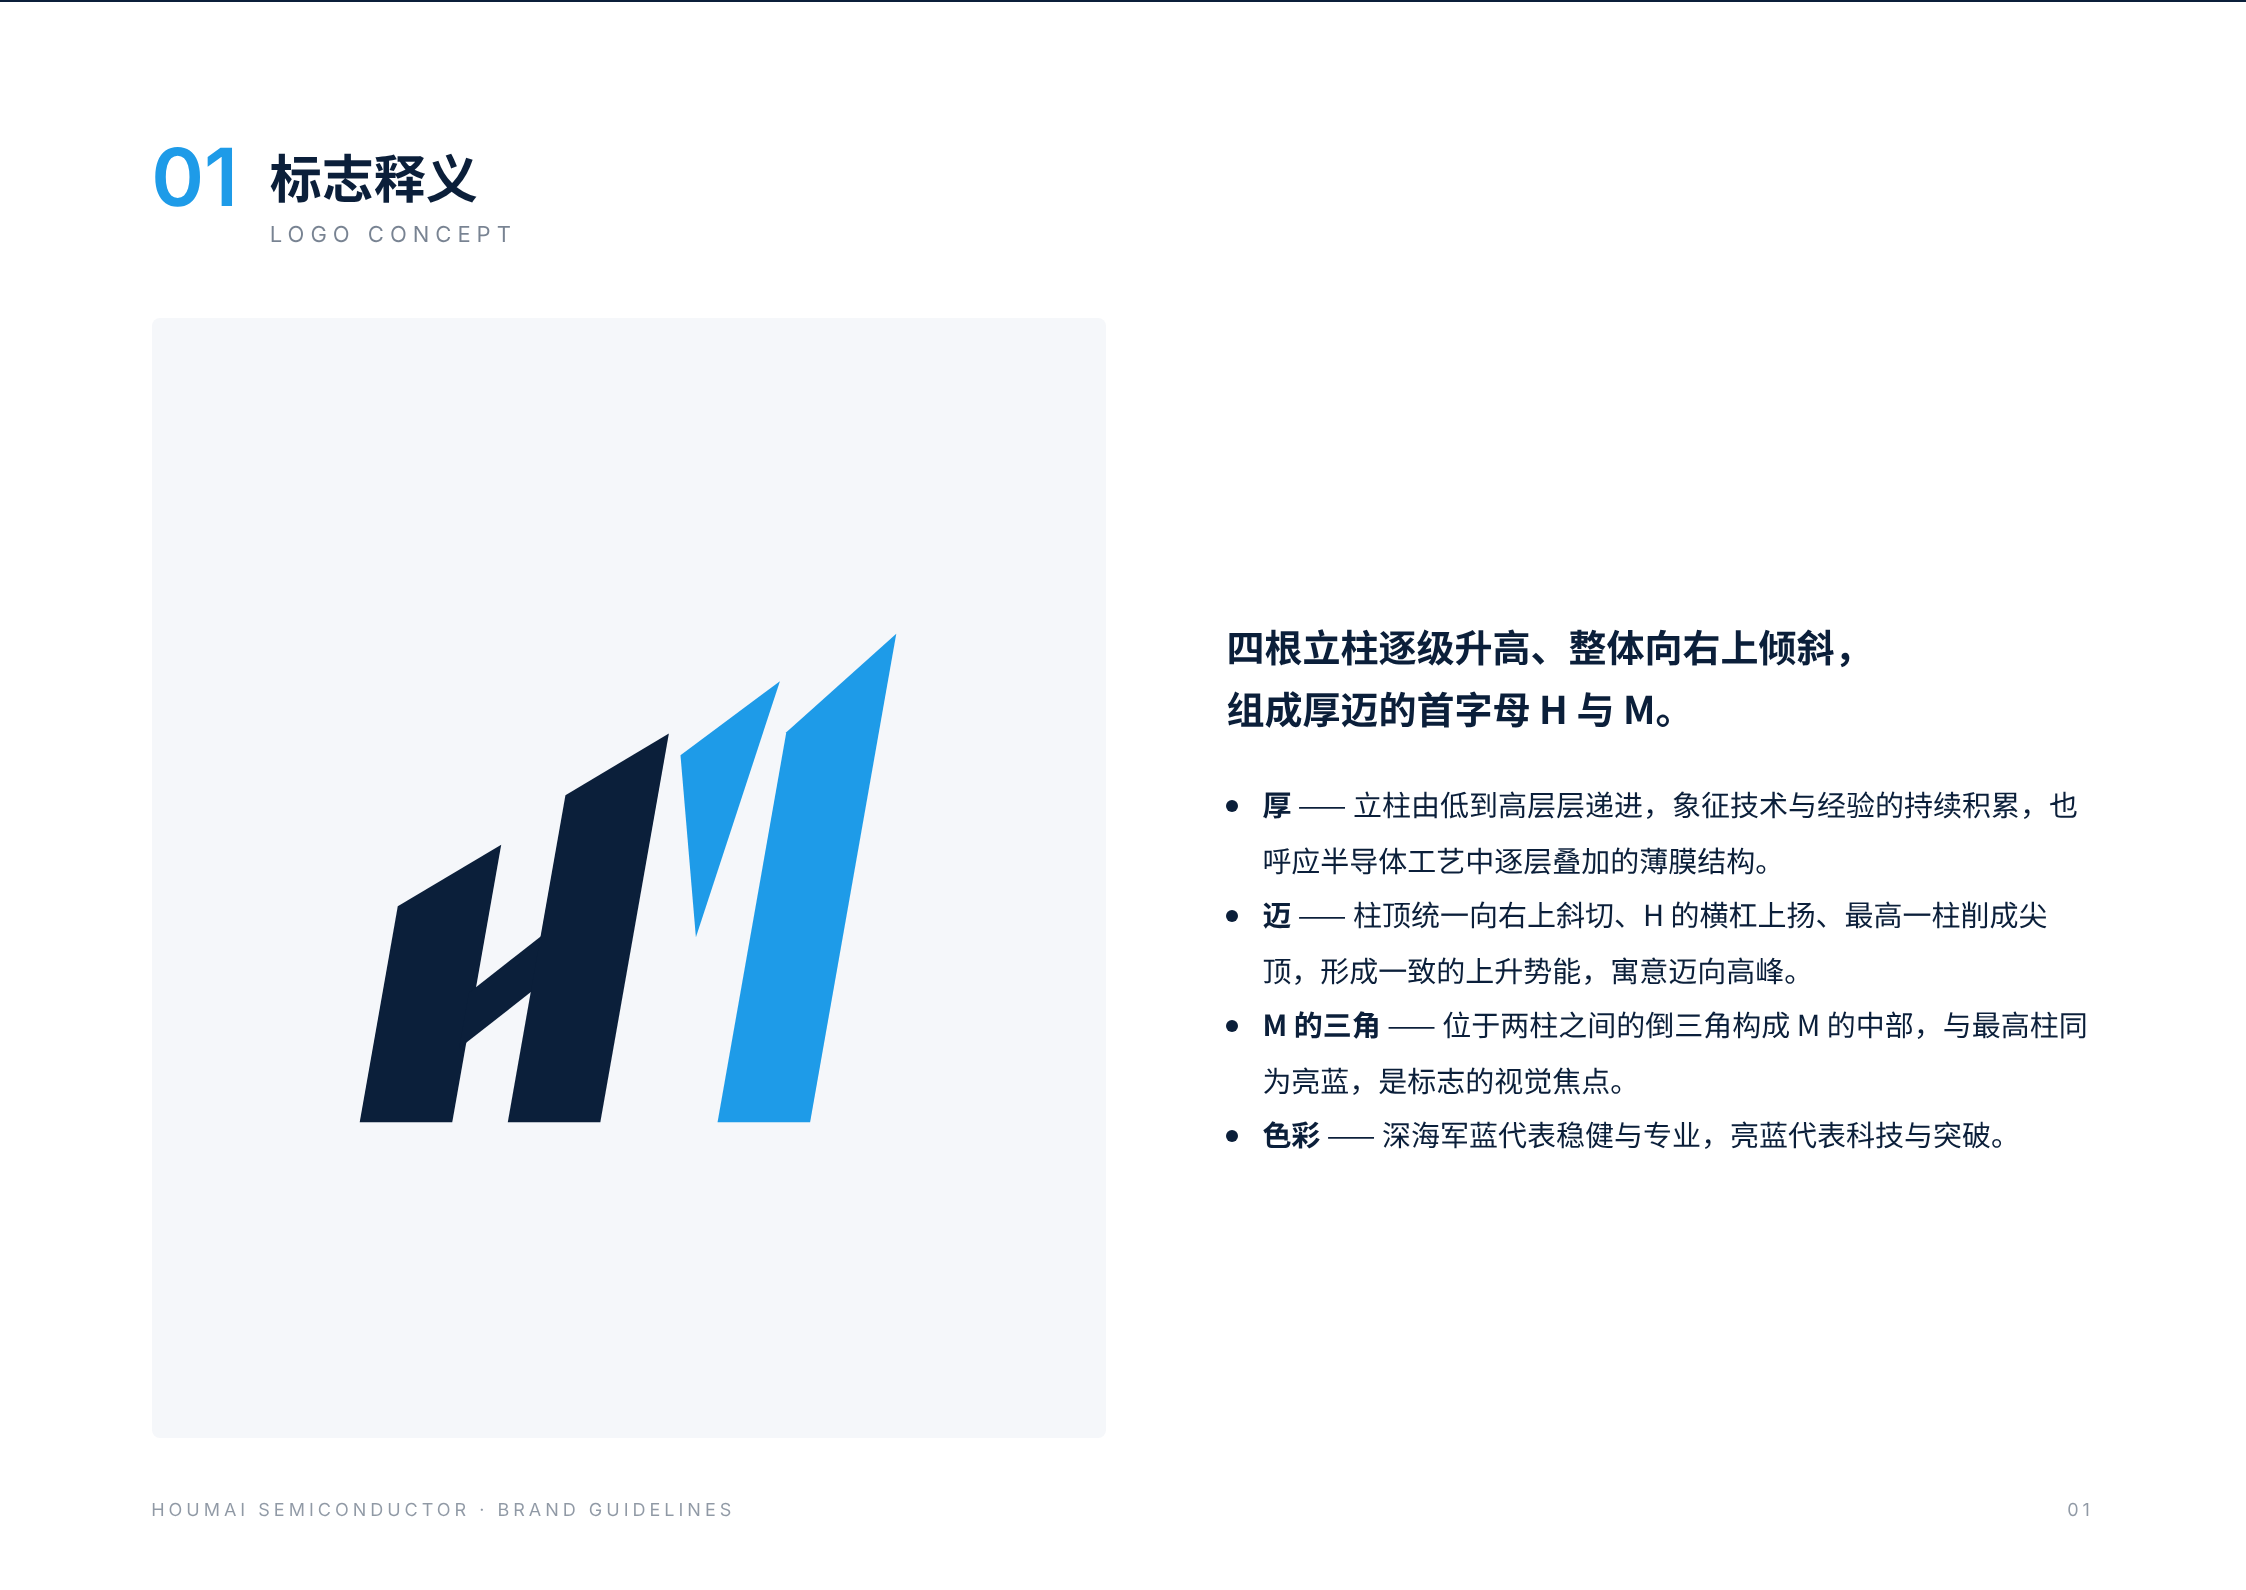 01 标志释义
LOGO CONCEPT
四根立柱逐级升高、整体向右上倾斜，
组成厚迈的首字母 H 与 M。
• 厚 —— 立柱由低到高层层递进，象征技术与经验的持续积累，也
呼应半导体工艺中逐层叠加的薄膜结构。
• 迈 —— 柱顶统一向右上斜切、H 的横杠上扬、最高一柱削成尖
顶，形成一致的上升势能，寓意迈向高峰。
• M 的三角 —— 位于两柱之间的倒三角构成 M 的中部，与最高柱同
为亮蓝，是标志的视觉焦点。
• 色彩 —— 深海军蓝代表稳健与专业，亮蓝代表科技与突破。
HOUMAI SEMICONDUCTOR · BRAND GUIDELINES
01